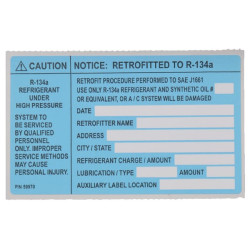 CAUTION
R-134a
REFRIGERANT
UNDER
HIGH PRESSURE
SYSTEM TO
BE SERVICED
BY QUALIFIED
PERSONNEL
ONLY. IMPROPER
SERVICE METHODS
MAY CAUSE
PERSONAL INJURY.
NOTICE: RETROFITTED TO R-134a
RETROFIT PROCEDURE PERFORMED TO SAE J1661
USE ONLY R-134a REFRIGERANT AND SYNTHETIC OIL #
OR EQUIVALENT, OR A / C SYSTEM WILL BE DAMAGED
DATE
RETROFITTER NAME
ADDRESS
CITY / STATE
REFRIGERANT CHARGE / AMOUNT
LUBRICATION / TYPE AMOUNT
AUXILIARY LABEL LOCATION